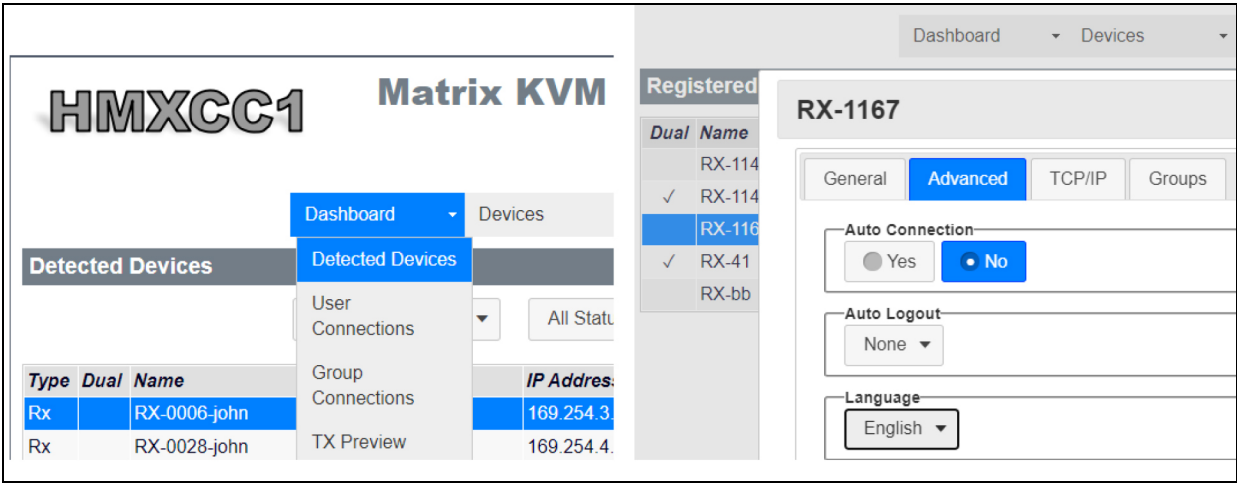 HMXCC1
Matrix KVM
Dashboard Devices
Detected Devices
Detected Devices
User
Connections
All Statu
Group
Connections
TX Preview
Type Dual Name IP Address
Rx RX-0006-john 169.254.3.
Rx RX-0028-john 169.254.4.
Dashboard Devices
Registered
Dual Name
RX-114
✓ RX-114
RX-116
✓ RX-41
RX-bb
RX-1167
General Advanced TCP/IP Groups
Auto Connection
Yes No
Auto Logout
None
Language
English